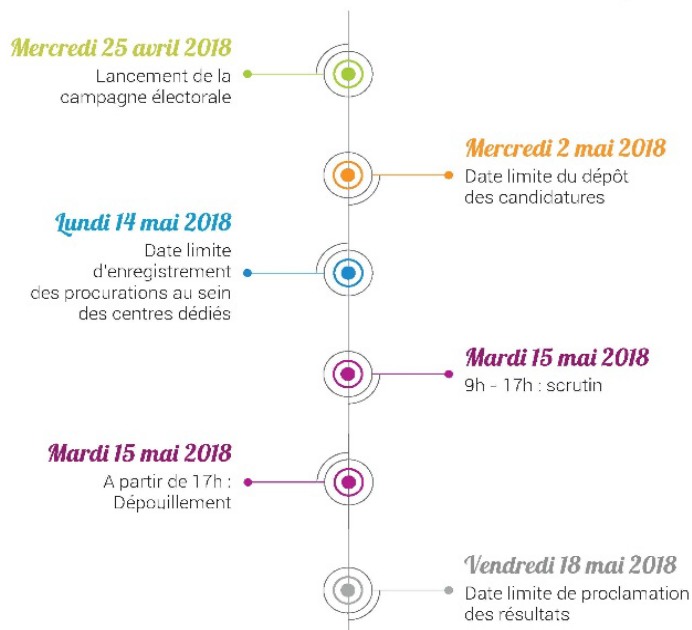 Mercredi 25 avril 2018
Lancement de la
campagne électorale
Mercredi 2 mai 2018
Date limite du dépôt
des candidatures
Lundi 14 mai 2018
Date limite
d'enregistrement
des procurations au sein
des centres dédiés
Mardi 15 mai 2018
9h - 17h : scrutin
Mardi 15 mai 2018
A partir de 17h :
Dépouillement
Vendredi 18 mai 2018
Date limite de proclamation
des résultats